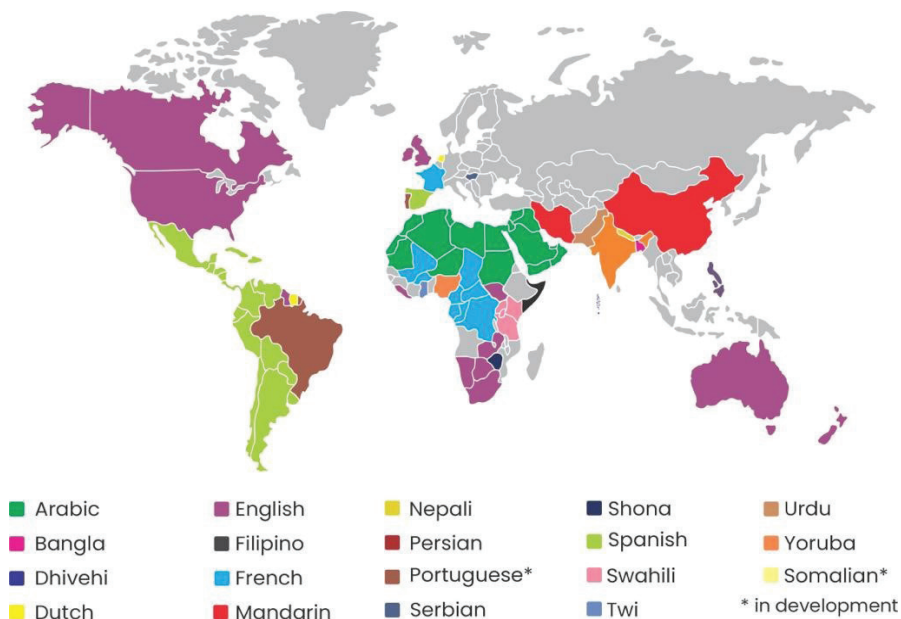 Arabic
Bangla
Dhivehi
Dutch
English
Filipino
French
Mandarin
Nepali
Persian
Portuguese*
Serbian
Shona
Spanish
Swahili
Twi
Urdu
Yoruba
Somalian*
* in development